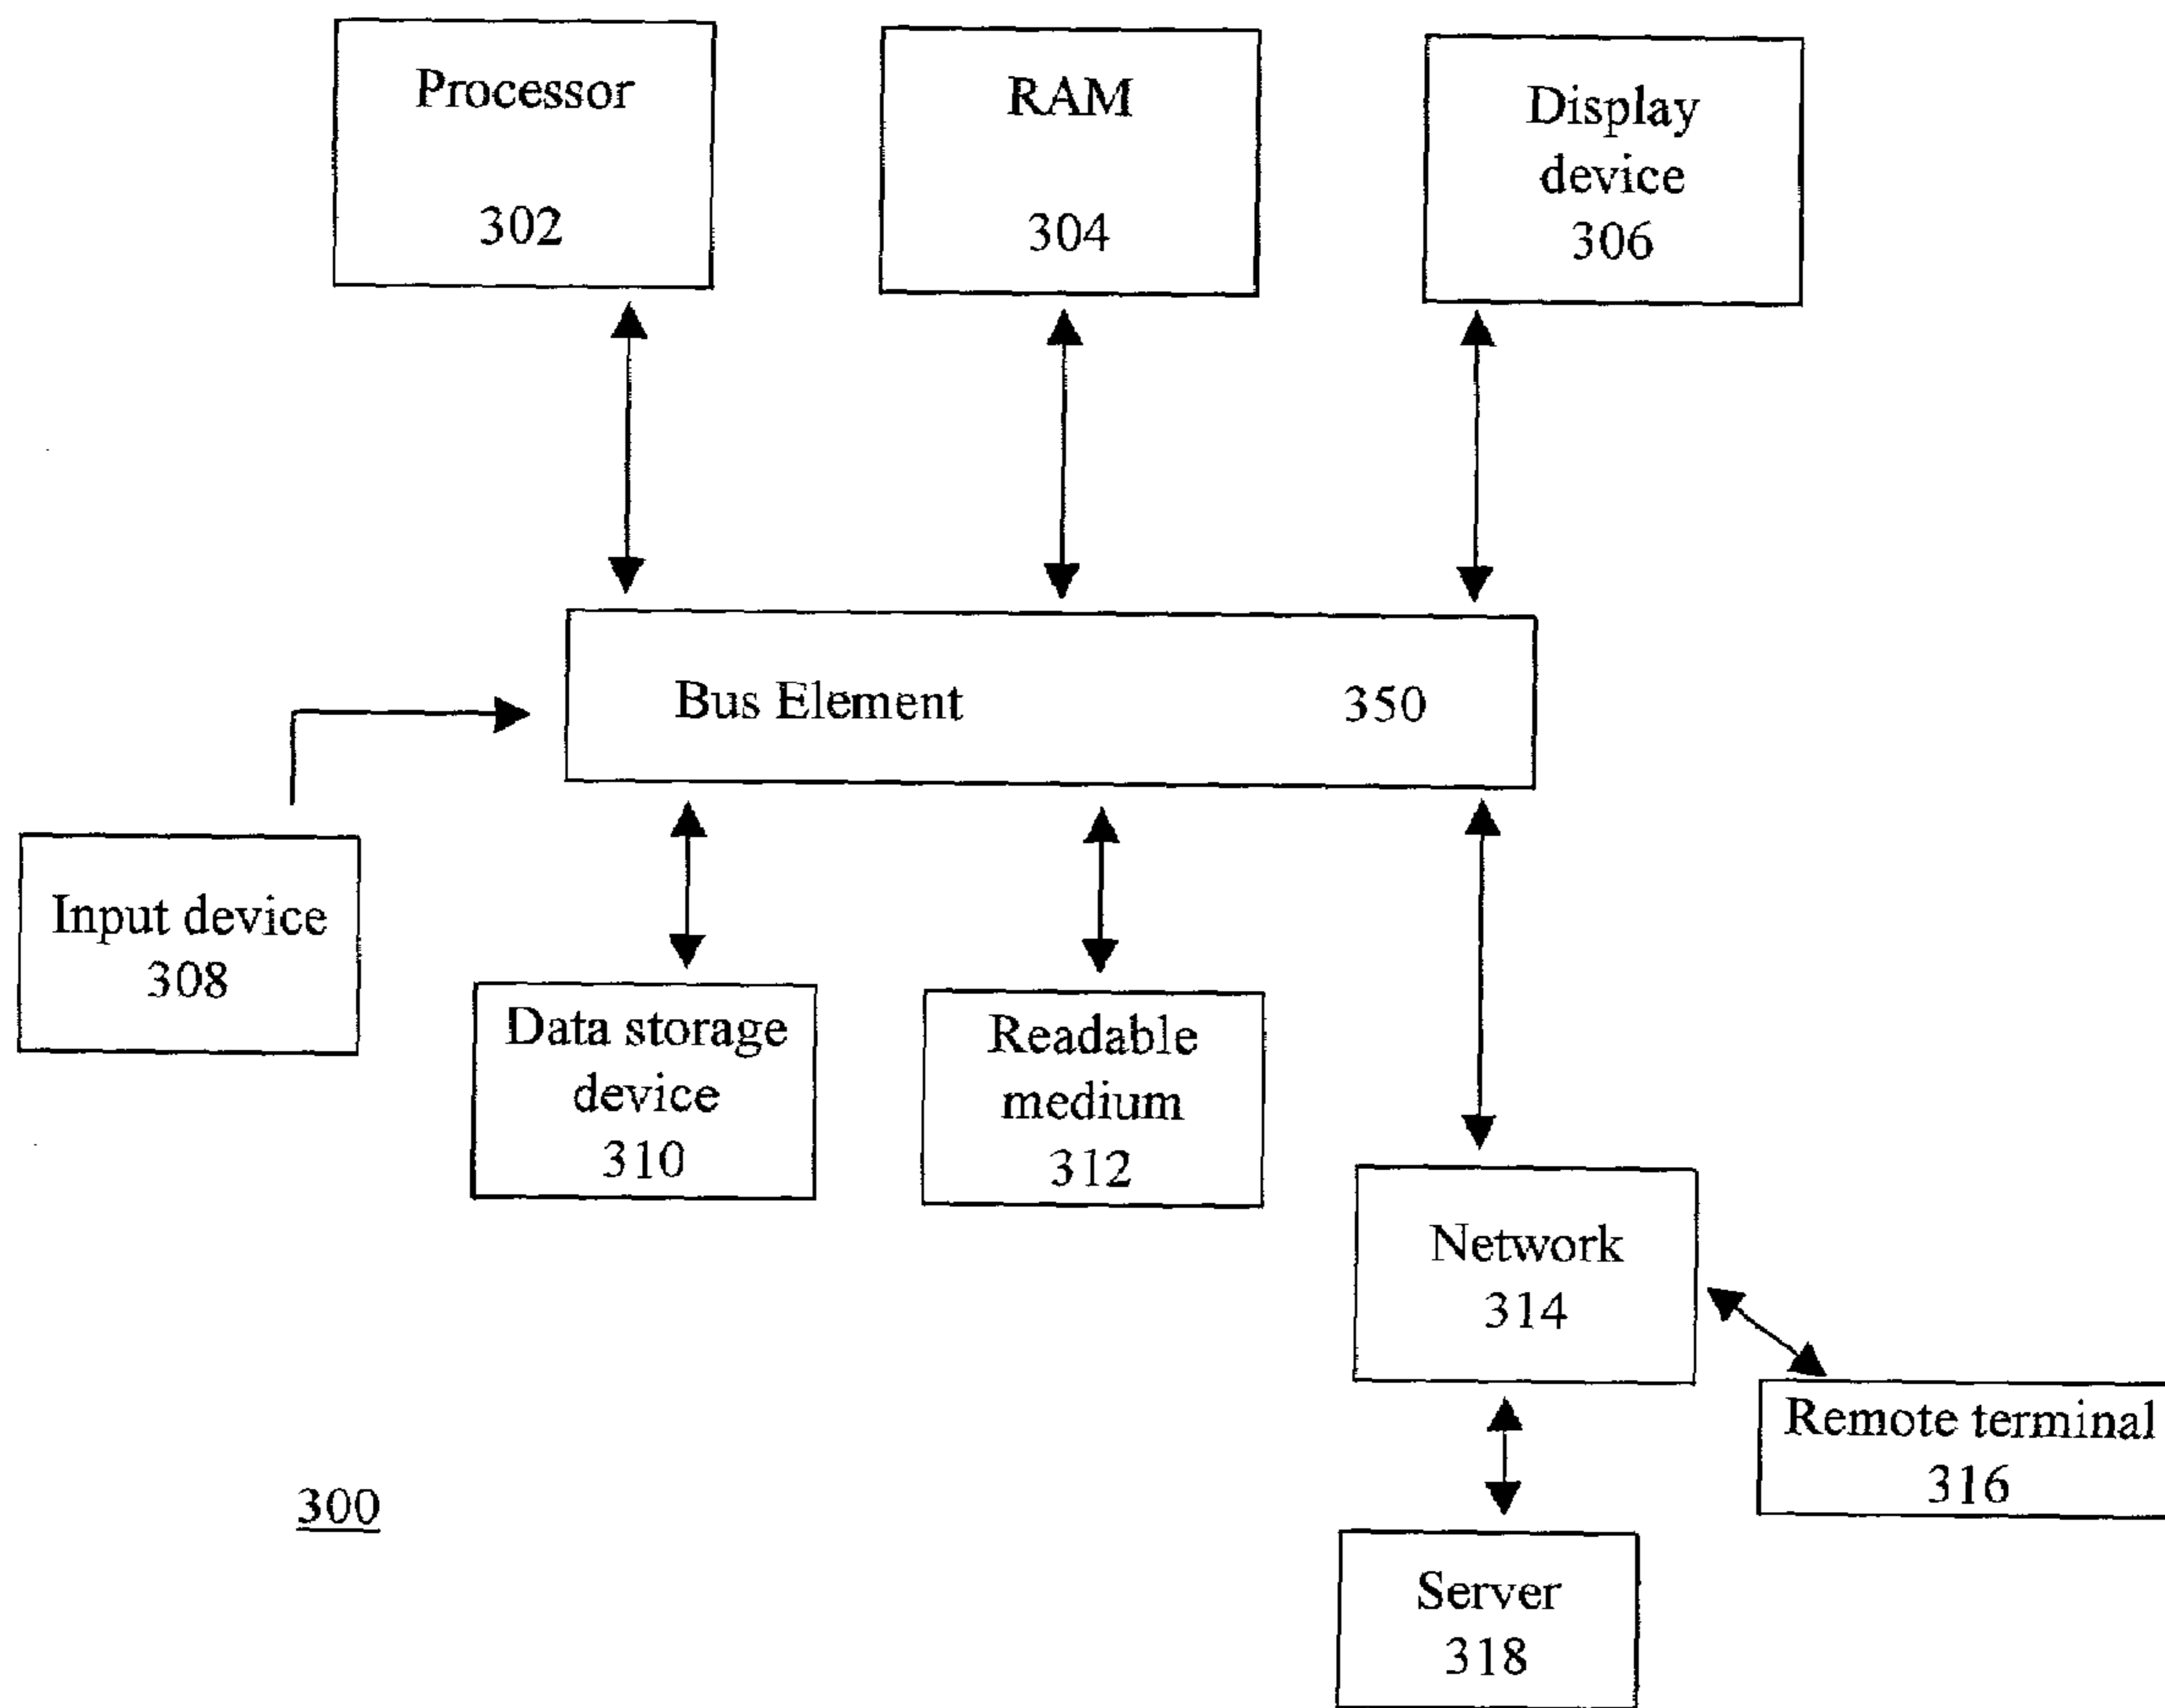 Processor
302
RAM
304
Display
device
306
Bus Element 350
Input device
308
Data storage
device
310
Readable
medium
312
Network
314
Remote terminal
316
300
Server
318